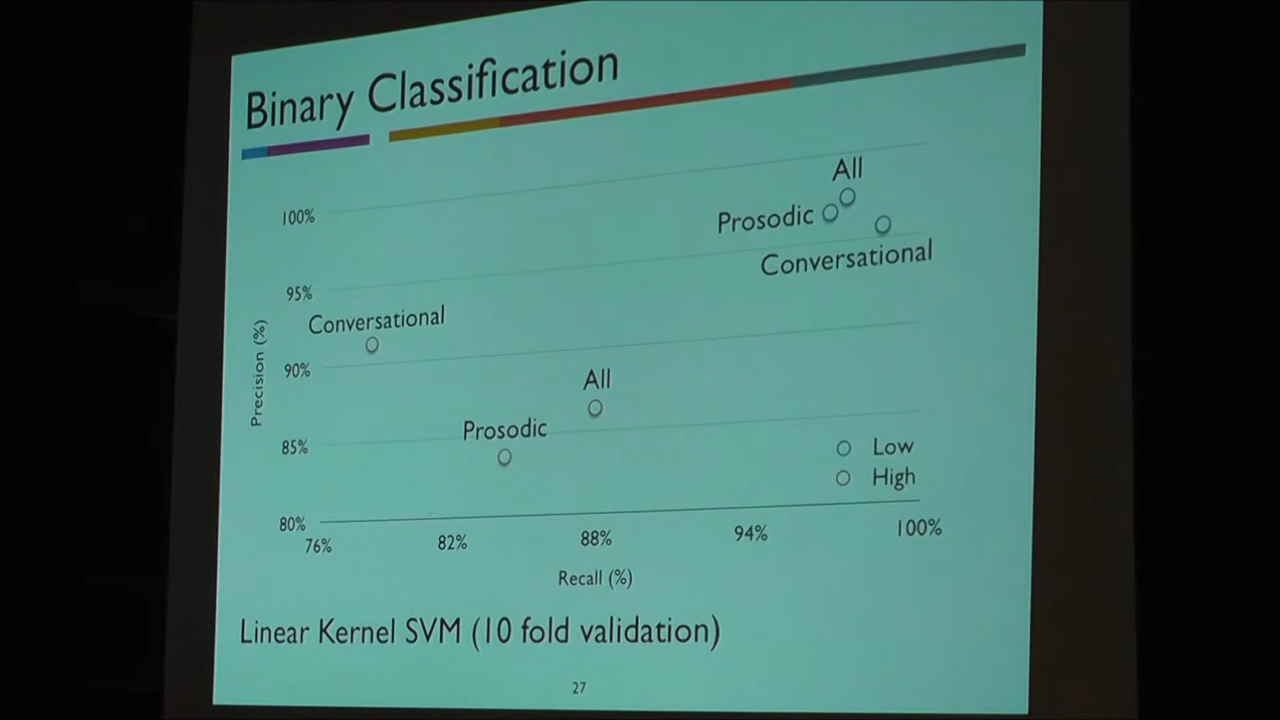 Binary Classification
100%
All
Prosodic
Conversational
95%
Conversational
90%
All
Prosodic
85%
Low
High
80%
76%
82%
88%
94%
100%
Precision (%)
Recall (%)
Linear Kernel SVM (10 fold validation)
27